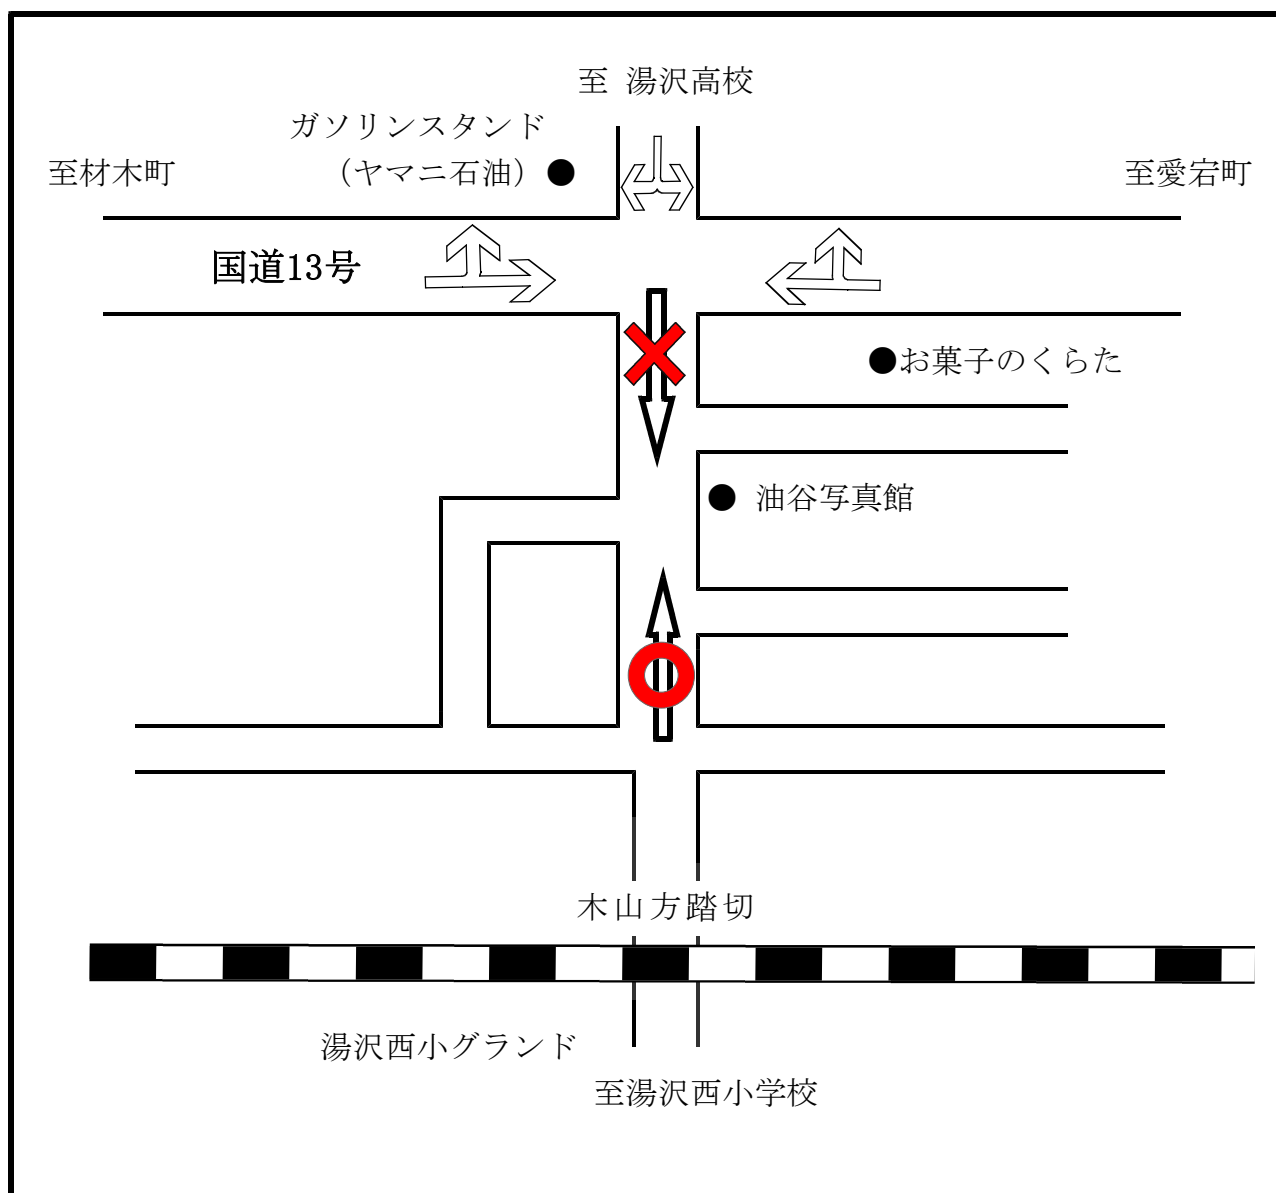 至 湯沢高校
ガソリンスタンド
至材木町
（ヤマニ石油）
至愛宕町
国道13号
お菓子のくらた
油谷写真館
木山方踏切
湯沢西小グランド
至湯沢西小学校